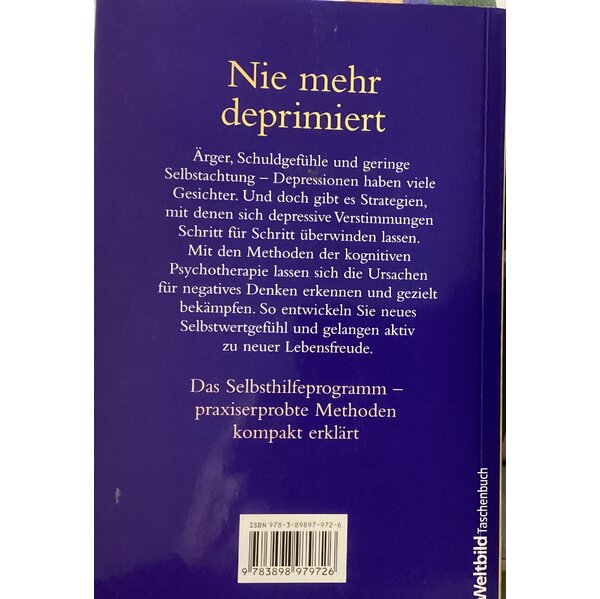 Nie mehr
deprimiert
Ärger, Schuldgefühle und geringe
Selbstachtung – Depressionen haben viele
Gesichter. Und doch gibt es Strategien,
mit denen sich depressive Verstimmungen
Schritt für Schritt überwinden lassen.
Mit den Methoden der kognitiven
Psychotherapie lassen sich die Ursachen
für negatives Denken erkennen und gezielt
bekämpfen. So entwickeln Sie neues
Selbstwertgefühl und gelangen aktiv
zu neuer Lebensfreude.
Das Selbsthilfeprogramm –
praxiserprobte Methoden
kompakt erklärt
ISBN 978-3-89897-972-6
9 783898 979726
Weltbild Taschenbuch